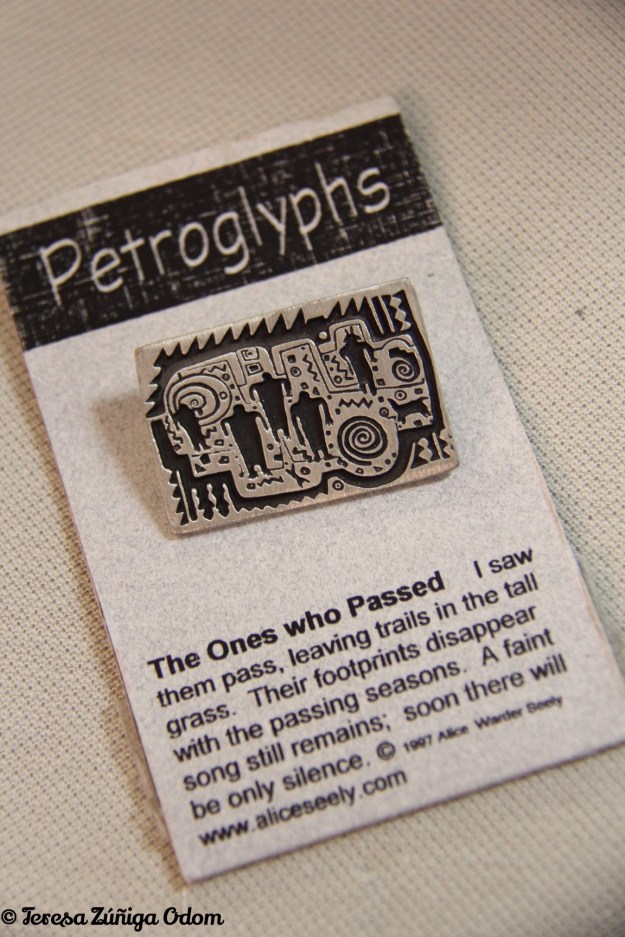 Petroglyphs
The Ones who Passed I saw
them pass, leaving trails in the tall
grass. Their footprints disappear
with the passing seasons. A faint
song still remains; soon there will
be only silence. © 1997 Alice Warder Seely
www.aliceseely.com
© Teresa Zúñiga Odom